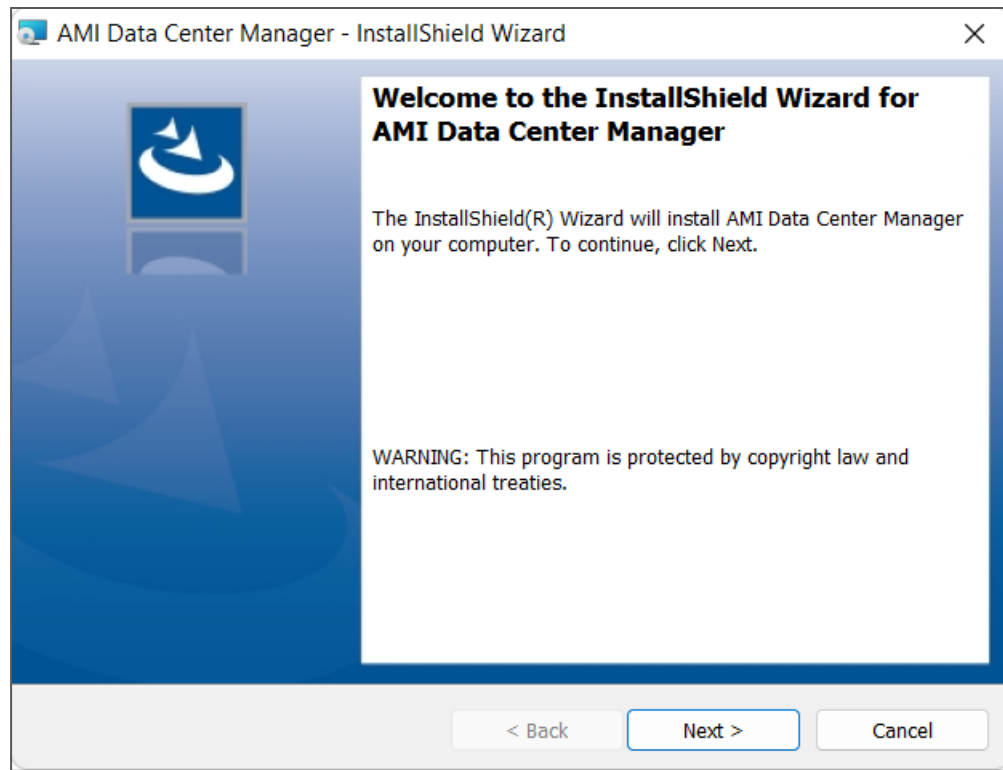 AMI Data Center Manager - InstallShield Wizard
Welcome to the InstallShield Wizard for
AMI Data Center Manager
The InstallShield(R) Wizard will install AMI Data Center Manager
on your computer. To continue, click Next.
WARNING: This program is protected by copyright law and
international treaties.
< Back Next > Cancel